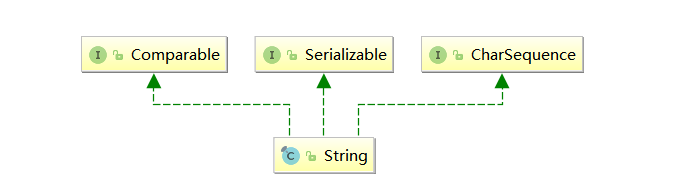 I Comparable
I Serializable
I CharSequence
C String